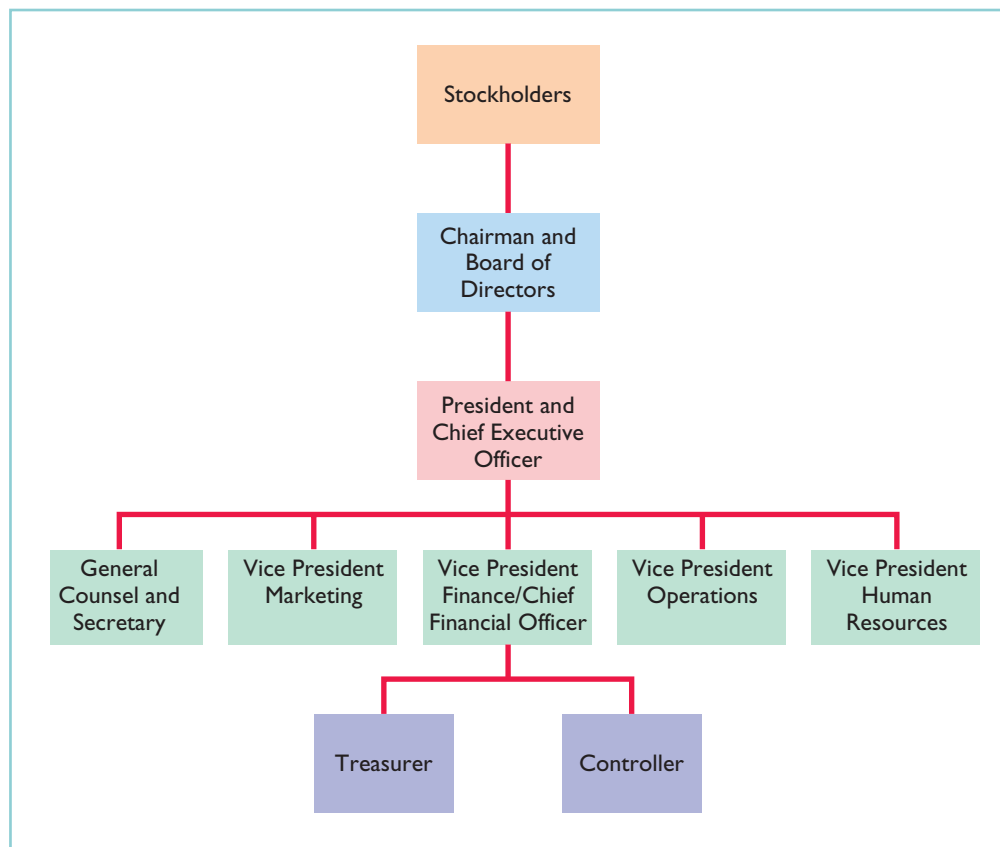 Stockholders
Chairman and
Board of
Directors
President and
Chief Executive
Officer
General
Counsel and
Secretary
Vice President
Marketing
Vice President
Finance/Chief
Financial Officer
Vice President
Operations
Vice President
Human
Resources
Treasurer
Controller